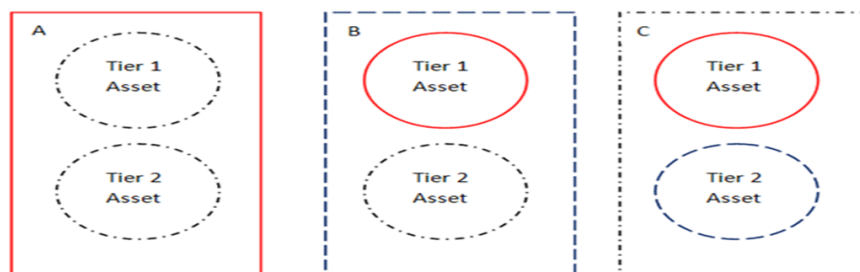 A
Tier 1
Asset
Tier 2
Asset
B
Tier 1
Asset
Tier 2
Asset
C
Tier 1
Asset
Tier 2
Asset